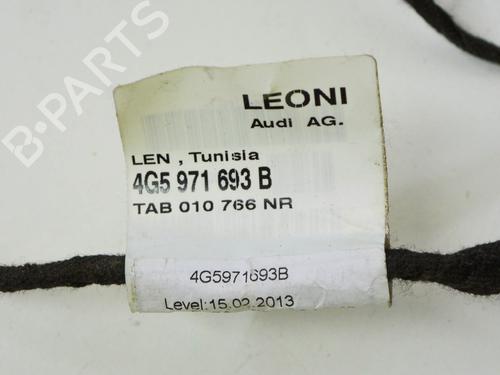 B-PARTS
LEONI
Audi AG.
LEN , Tunisia
4G5 971 693 B
TAB 010 766 NR
4G5971693B
Level:15.02.2013